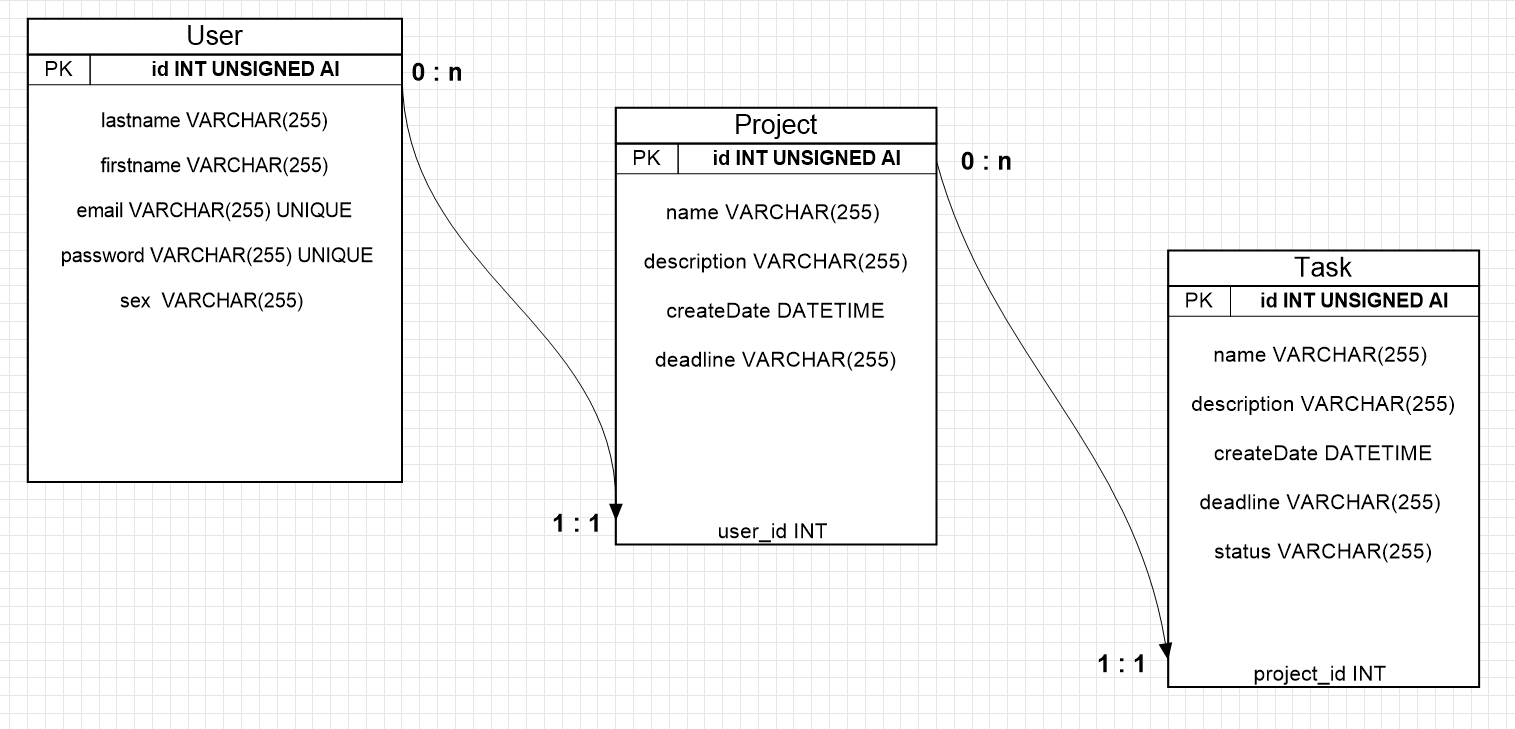 User
PK id INT UNSIGNED AI
0 : n
lastname VARCHAR(255)
firstname VARCHAR(255)
email VARCHAR(255) UNIQUE
password VARCHAR(255) UNIQUE
sex  VARCHAR(255)
Project
PK id INT UNSIGNED AI
0 : n
name VARCHAR(255)
description VARCHAR(255)
createDate DATETIME
deadline VARCHAR(255)
1 : 1
user_id INT
Task
PK id INT UNSIGNED AI
name VARCHAR(255)
description VARCHAR(255)
createDate DATETIME
deadline VARCHAR(255)
status VARCHAR(255)
1 : 1
project_id INT